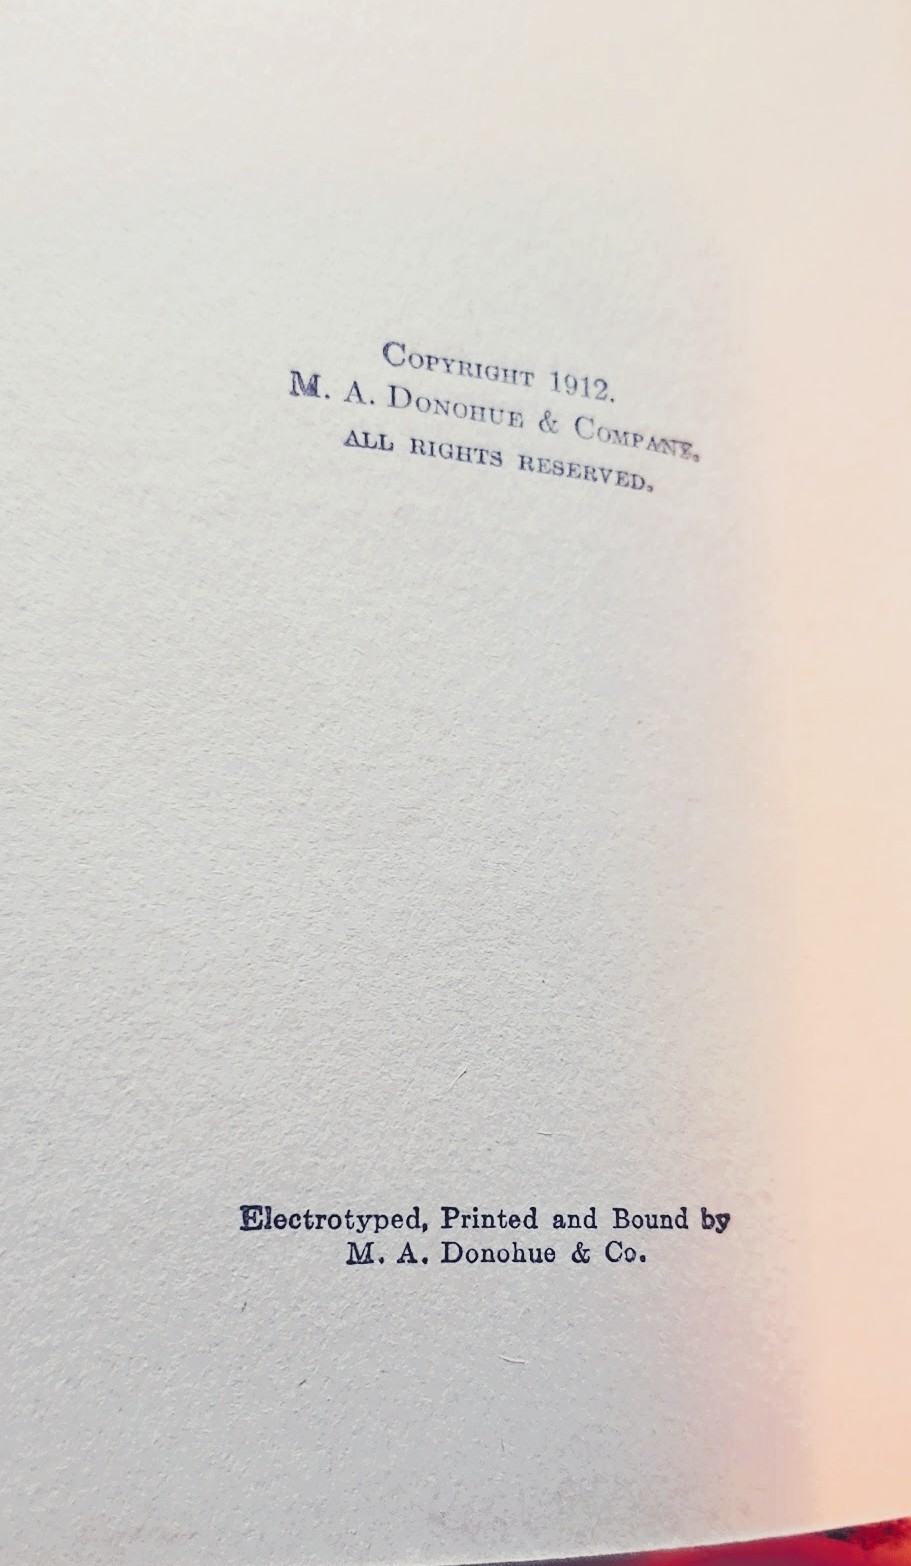 COPYRIGHT 1912.
M. A. DONOHUE & COMPANY,
ALL RIGHTS RESERVED,
Electrotyped, Printed and Bound by
M. A. Donohue & Co.